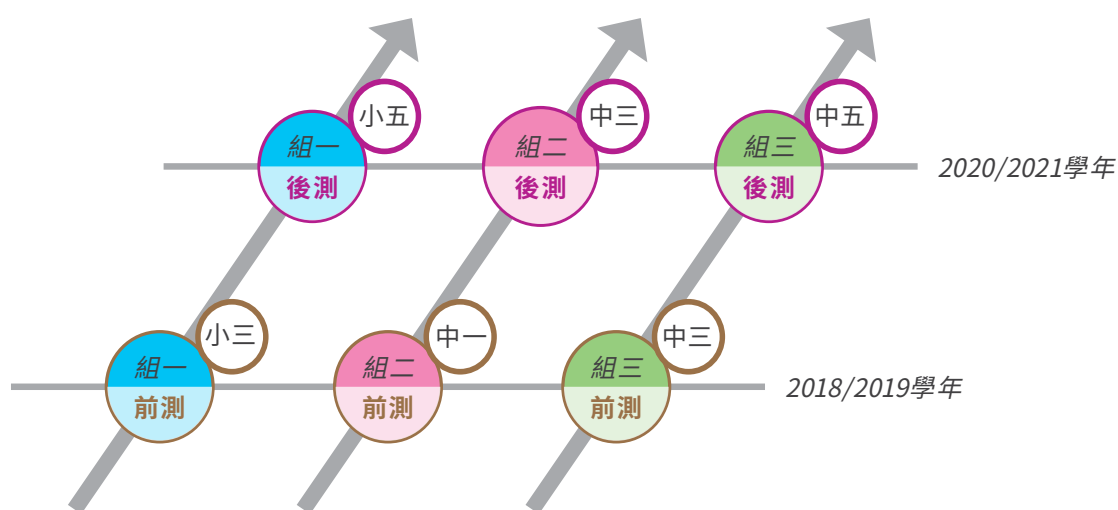 小五
組一
後測
中三
組二
後測
中五
組三
後測
2020/2021學年
小三
組一
前測
中一
組二
前測
中三
組三
前測
2018/2019學年